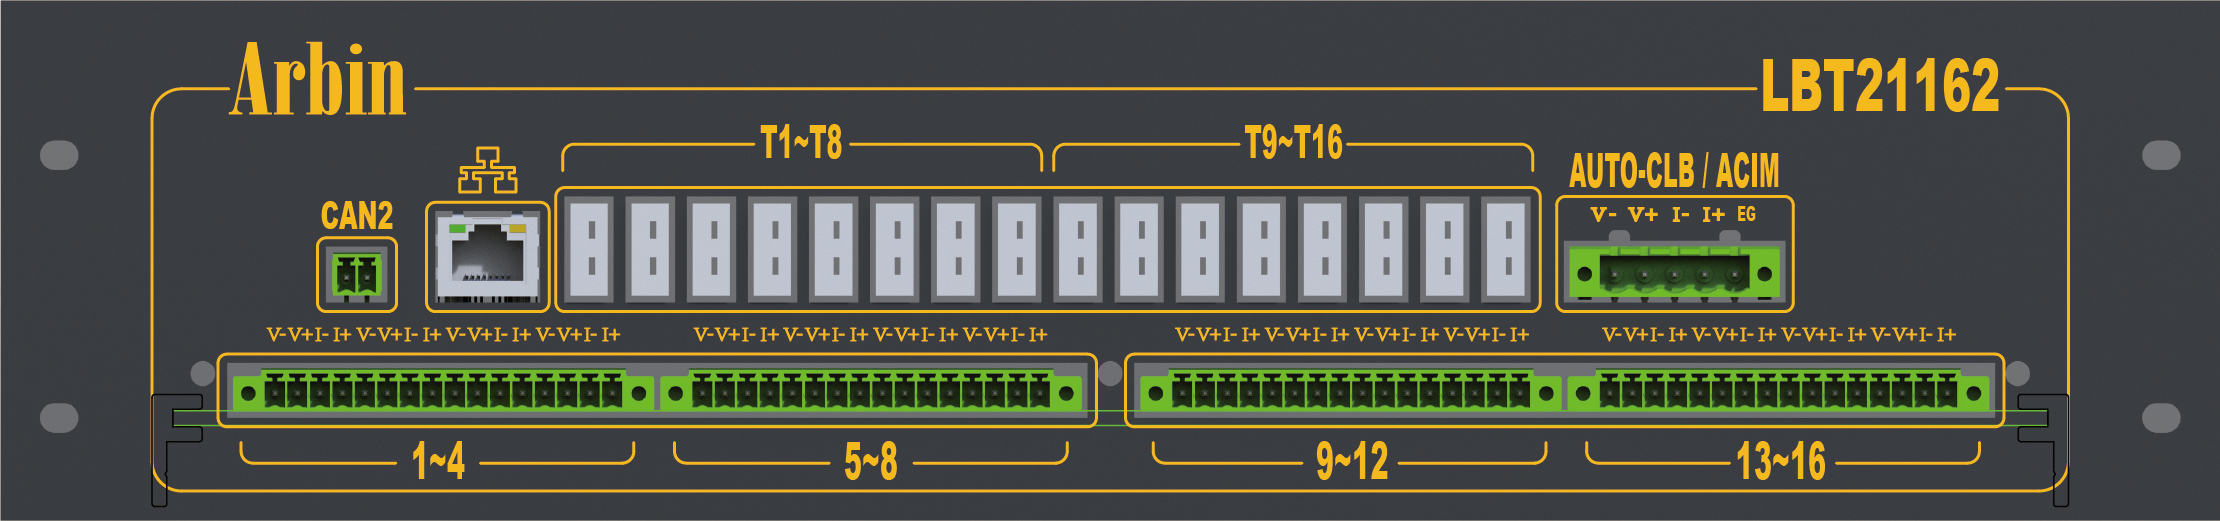 Arbin
LBT21162
T1~T8
T9~T16
AUTO-CLB / ACIM
CAN2
V- V+ I- I+ EG
V-V+I- I+ V-V+I- I+ V-V+I- I+ V-V+I- I+
V-V+I- I+ V-V+I- I+ V-V+I- I+ V-V+I- I+
V-V+I- I+ V-V+I- I+ V-V+I- I+ V-V+I- I+
V-V+I- I+ V-V+I- I+ V-V+I- I+ V-V+I- I+
1~4
5~8
9~12
13~16